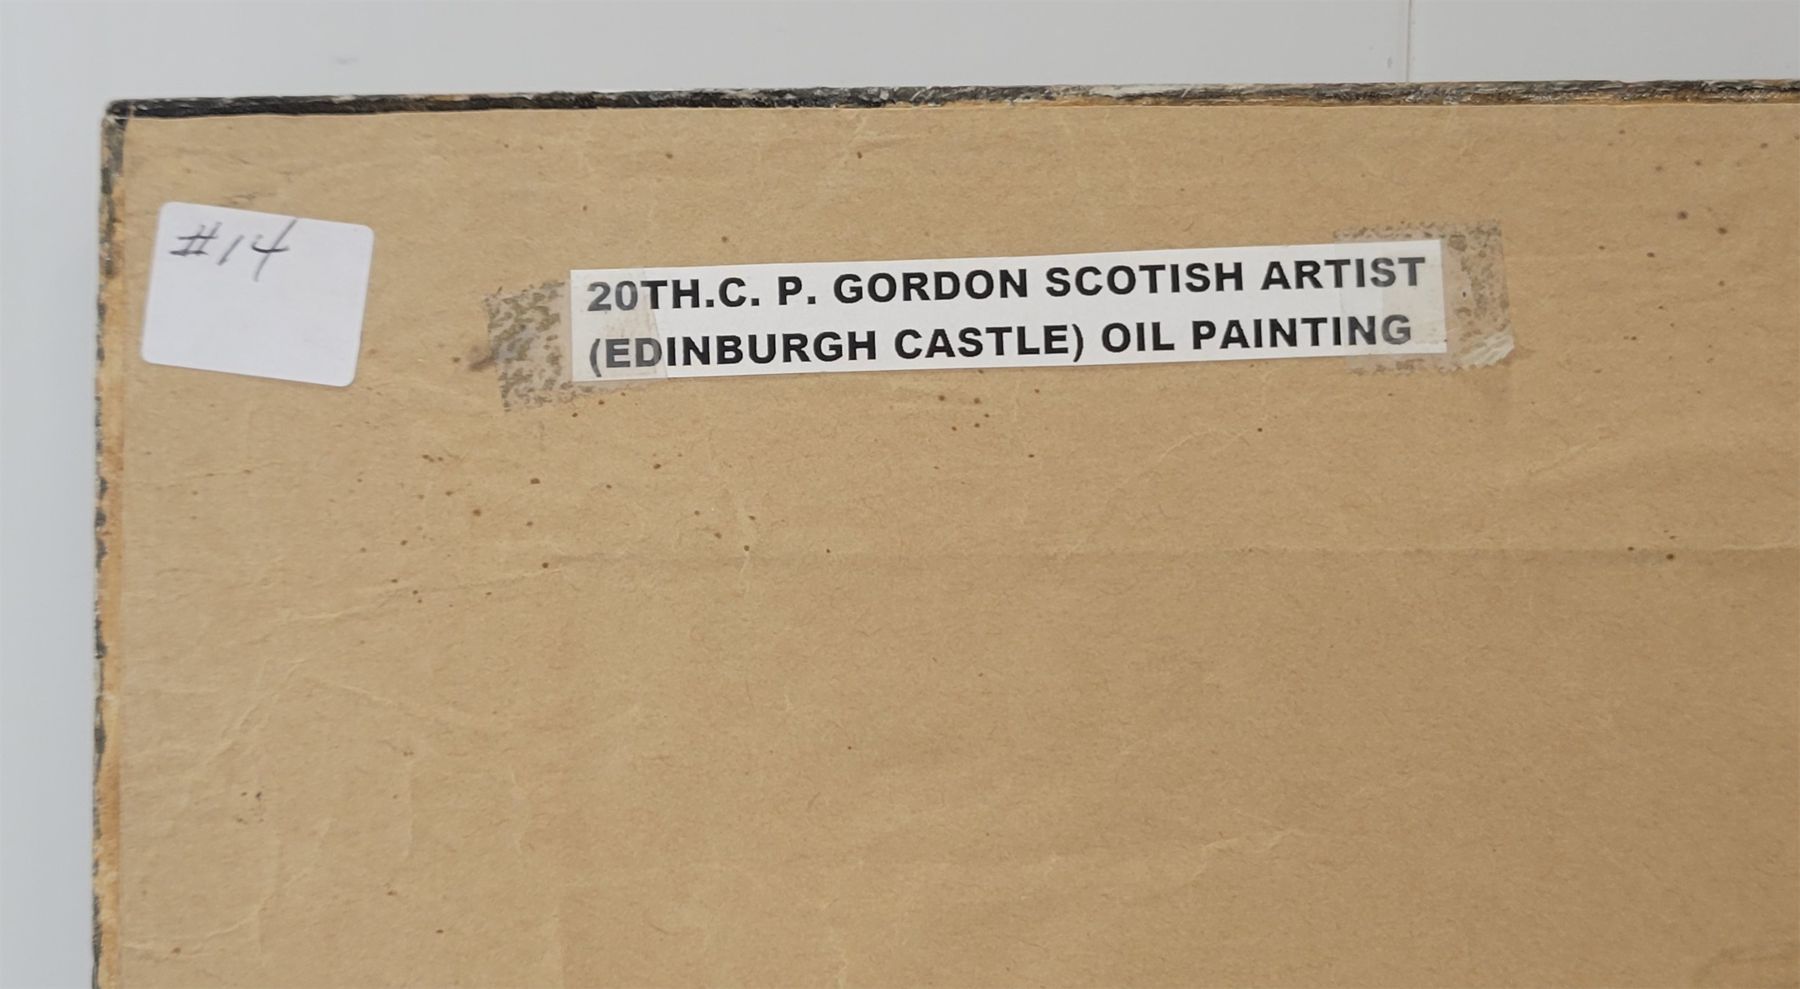 #14
20TH.C. P. GORDON SCOTISH ARTIST
(EDINBURGH CASTLE) OIL PAINTING